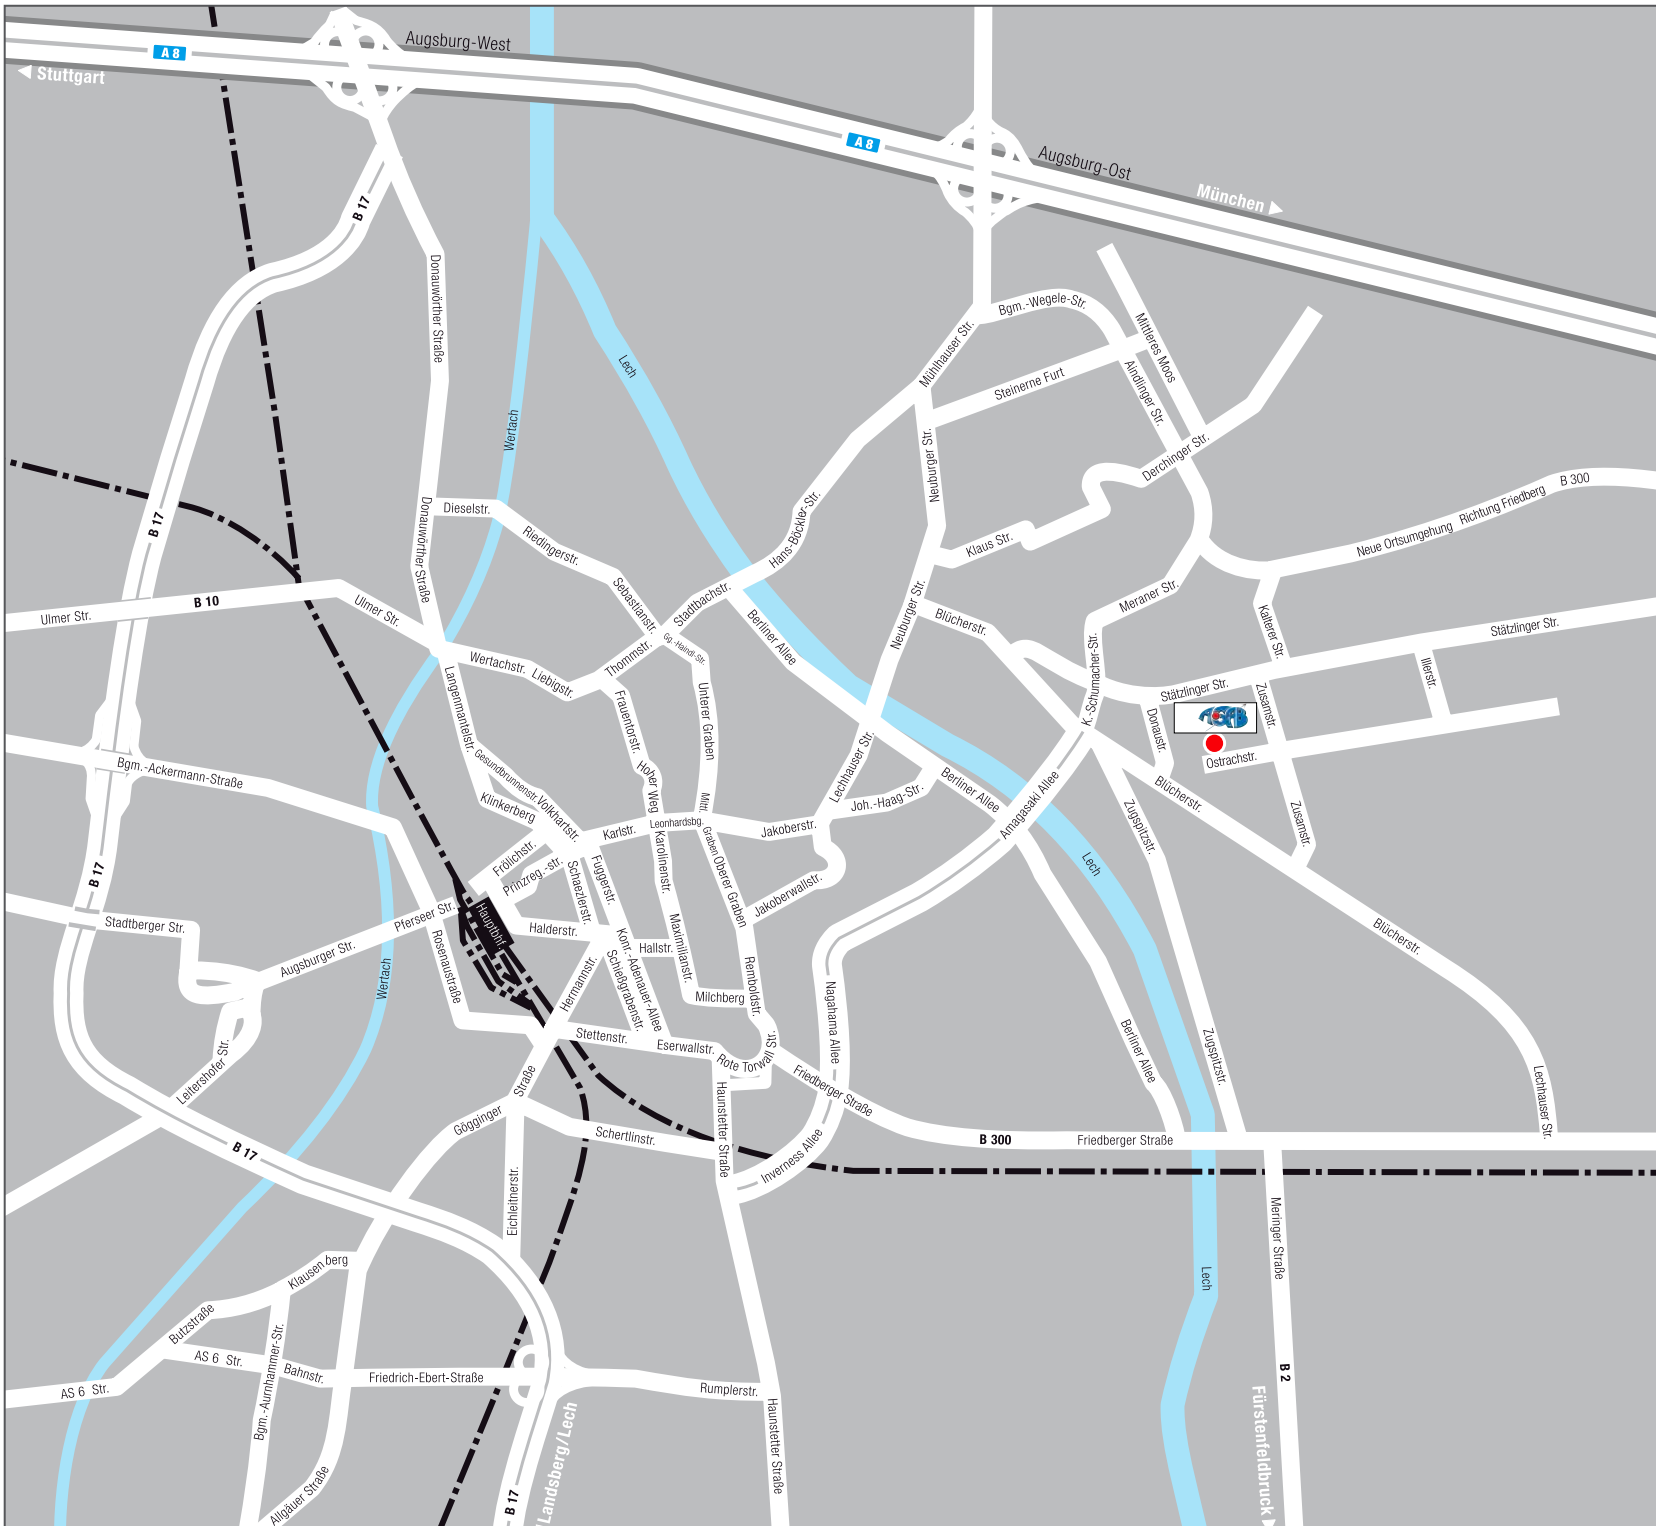 Augsburg-West
A 8
Stuttgart
A 8
Augsburg-Ost
München
B 17
Donauwörther Straße
Bgm.-Wegele-Str.
Mühlhauser Str.
Mittleres Moos
Steinerne Furt
Aindlinger Str.
Lech
Wertach
Neuburger Str.
Derchinger Str.
B 300
Neue Ortsumgehung Richtung Friedberg
B 17
Donauwörther Straße
Dieselstr.
Riedingerstr.
Hans-Böckler-Str.
Klaus Str.
Ulmer Str.
B 10
Ulmer Str.
Sebastianstr.
Stadtbachstr.
Berliner Allee
Neuburger Str.
Blücherstr.
Meraner Str.
Kalterer Str.
Stätzlinger Str.
Wertachstr.
Liebigstr.
Thommstr.
Gg.-Haindl-Str.
Langenmantelstr.
Frauentorstr.
Unterer Graben
K.-Schumacher-Str.
Stätzlinger Str.
Illerstr.
Donaustr.
Zusamstr.
Ostrachstr.
Bgm.-Ackermann-Straße
Gesundbrunnenstr.
Klinkerberg
Volkhartstr.
Hoher Weg
Mittl.
Graben
Lechhauser Str.
Joh.-Haag-Str.
Berliner Allee
Amagasaki Allee
Blücherstr.
Zugspitzstr.
Zusamstr.
Karlstr.
Leonhardsbg.
Jakoberstr.
Frölichstr.
Prinzreg.-str.
Schaezlerstr.
Fuggerstr.
Karolinenstr.
Oberer Graben
Jakoberwallstr.
Lech
B 17
Stadtberger Str.
Augsburger Str.
Pferseer Str.
Hauptbhf.
Halderstr.
Hallstr.
Maximilianstr.
Blücherstr.
Wertach
Rosenaustraße
Hermannstr.
Schießgrabenstr.
Konr.-Adenauer-Allee
Milchberg
Remboldstr.
Nagahama Allee
Leitershofer Str.
Stettenstr.
Eserwallstr.
Rote Torwall Str.
Friedberger Straße
Berliner Allee
Zugspitzstr.
Lechhauser Str.
Gögginger
Straße
Schertlinstr.
Haunstetter Straße
Inverness Allee
B 300
Friedberger Straße
B 17
Eichleitnerstr.
Meringer Straße
Lech
Klausenberg
Butzstraße
AS 6 Str.
AS 6 Str.
Bahnstr.
Bgm.-Aurnhammer-Str.
Friedrich-Ebert-Straße
Rumplerstr.
Haunstetter Straße
B 2
Fürstenfeldbruck
Allgäuer Straße
B 17
Landsberg/Lech